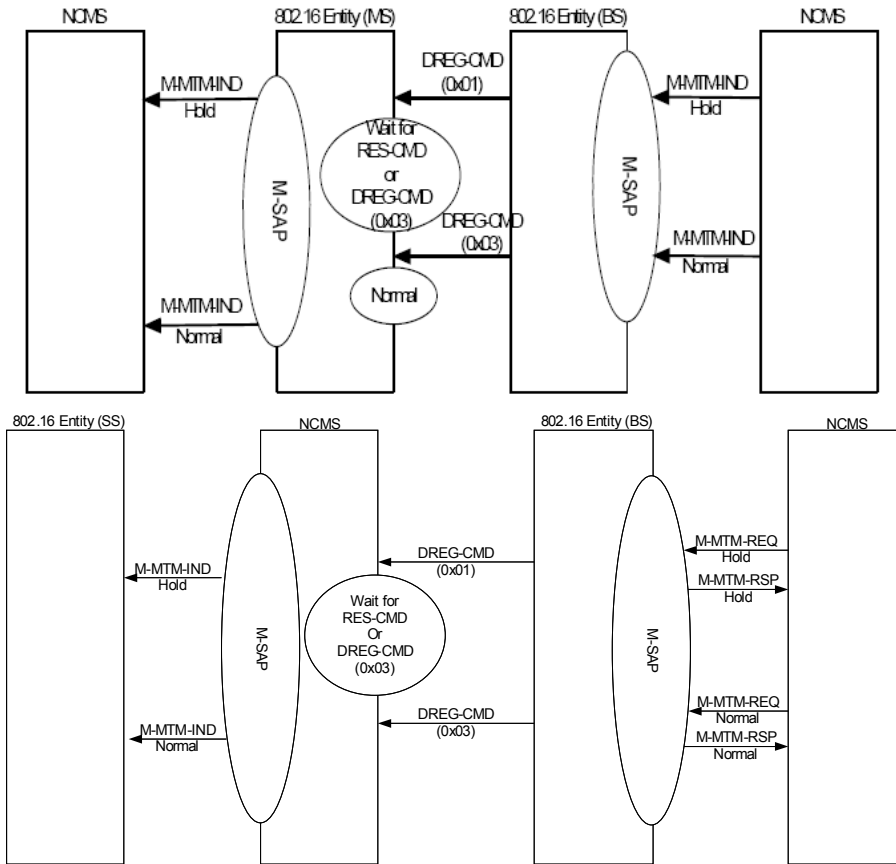 NCMS
802.16 Entity (MS)
802.16 Entity (BS)
NCMS
M-MTM-IND
Hold
DREG-CMD
(0x01)
M-MTM-IND
Hold
Wait for
RES-CMD
or
DREG-CMD
(0x03)
M-SAP
M-SAP
DREG-CMD
(0x03)
M-MTM-IND
Normal
Normal
M-MTM-IND
Normal
802.16 Entity (SS)
NCMS
802.16 Entity (BS)
NCMS
M-MTM-REQ
Hold
DREG-CMD
(0x01)
M-MTM-IND
Hold
M-MTM-RSP
Hold
Wait for
RES-CMD
Or
DREG-CMD
(0x03)
M-SAP
M-SAP
M-MTM-REQ
Normal
DREG-CMD
(0x03)
M-MTM-IND
Normal
M-MTM-RSP
Normal